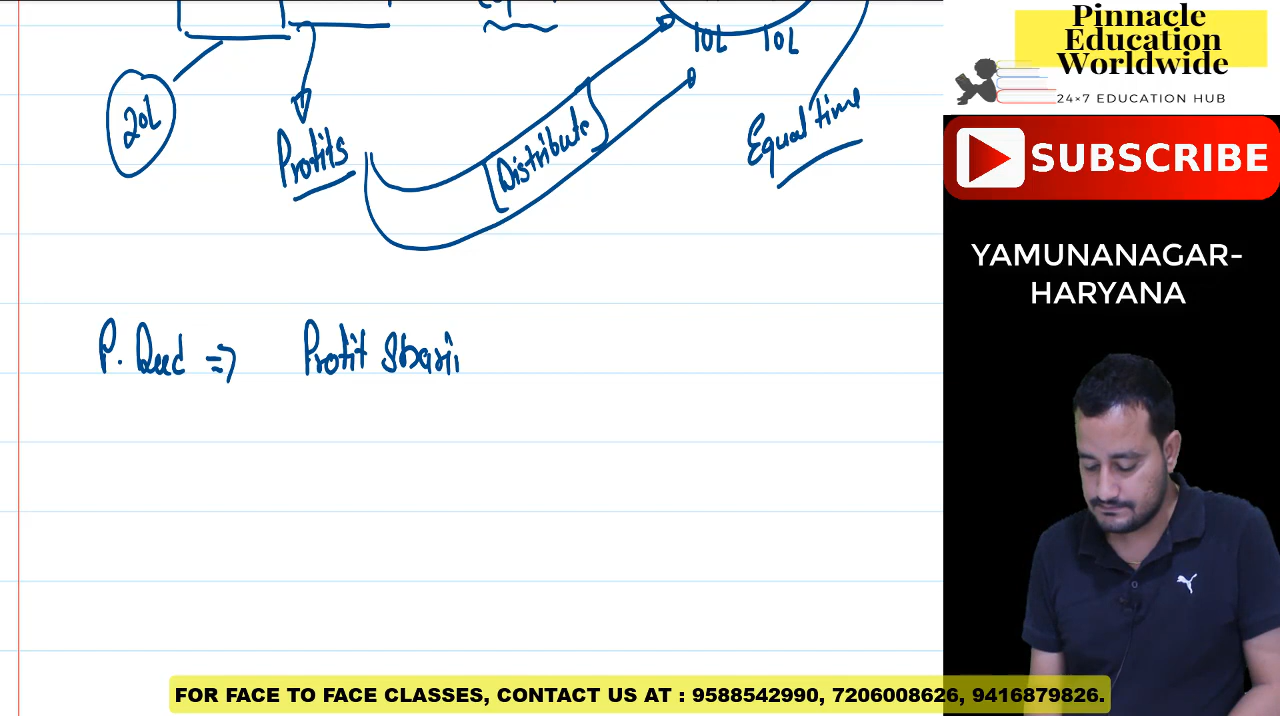 10L 10L
20L
Profits
Distribute
Equal time
P. Deed ⇒ Profit Shari
Pinnacle
Education
Worldwide
24×7 EDUCATION HUB
SUBSCRIBE
YAMUNANAGAR-
HARYANA
FOR FACE TO FACE CLASSES, CONTACT US AT : 9588542990, 7206008626, 9416879826.